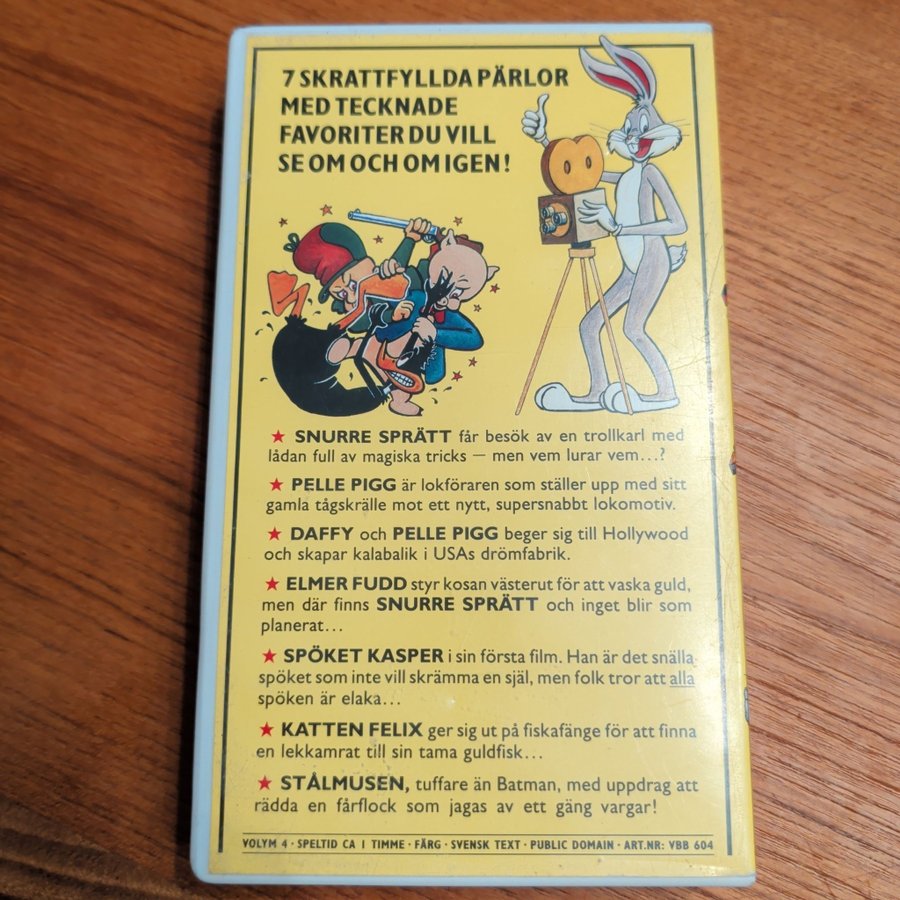 7 SKRATTFYLLDA PÄRLOR
MED TECKNADE
FAVORITER DU VILL
SE OM OCH OM IGEN!
★ SNURRE SPRÄTT får besök av en trollkarl med
lådan full av magiska tricks — men vem lurar vem...?
★ PELLE PIGG är lokföraren som ställer upp med sitt
gamla tågskrälle mot ett nytt, supersnabbt lokomotiv.
★ DAFFY och PELLE PIGG beger sig till Hollywood
och skapar kalabalik i USAs drömfabrik.
★ ELMER FUDD styr kosan västerut för att vaska guld,
men där finns SNURRE SPRÄTT och inget blir som
planerat...
★ SPÖKET KASPER i sin första film. Han är det snälla
spöket som inte vill skrämma en själ, men folk tror att alla
spöken är elaka...
★ KATTEN FELIX ger sig ut på fiskafänge för att finna
en lekkamrat till sin tama guldfisk...
★ STÅLMUSEN, tuffare än Batman, med uppdrag att
rädda en fårflock som jagas av ett gäng vargar!
VOLYM 4 · SPELTID CA 1 TIMME · FÄRG · SVENSK TEXT · PUBLIC DOMAIN · ART.NR: VBB 604